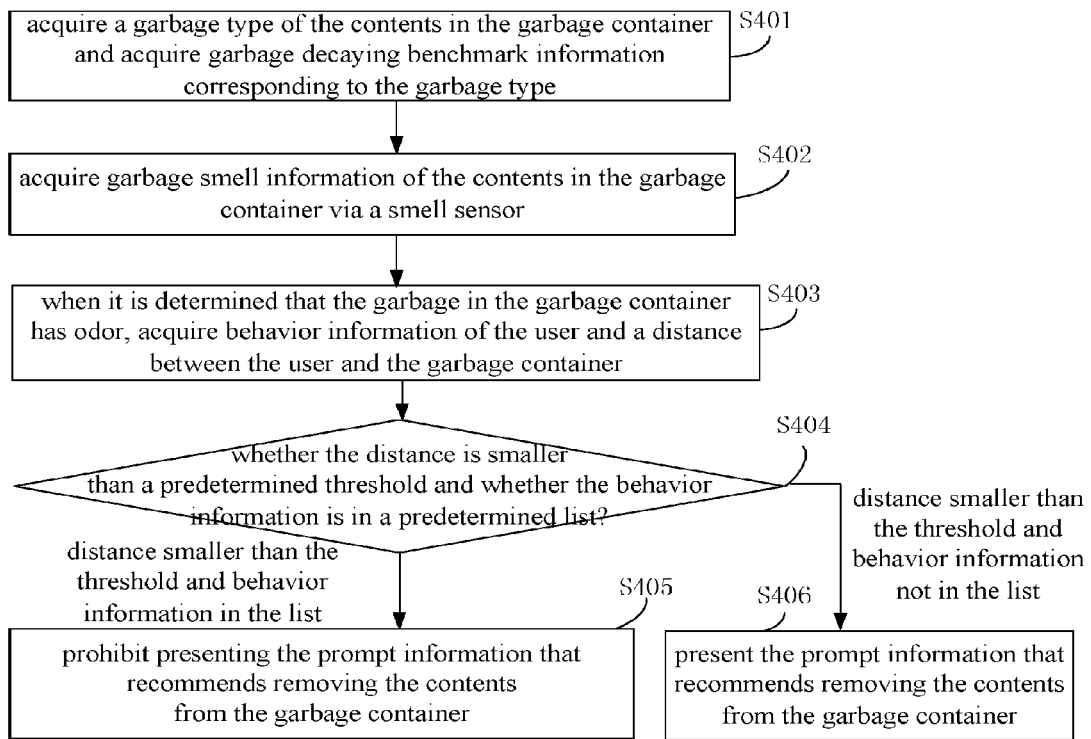 acquire a garbage type of the contents in the garbage container
and acquire garbage decaying benchmark information
corresponding to the garbage type
S401
acquire garbage smell information of the contents in the garbage
container via a smell sensor
S402
when it is determined that the garbage in the garbage container
has odor, acquire behavior information of the user and a distance
between the user and the garbage container
S403
whether the distance is smaller
than a predetermined threshold and whether the behavior
information is in a predetermined list?
S404
distance smaller than the
threshold and behavior
information in the list
distance smaller than
the threshold and
behavior information
not in the list
S405
prohibit presenting the prompt information that
recommends removing the contents
from the garbage container
S406
present the prompt information that
recommends removing the contents
from the garbage container